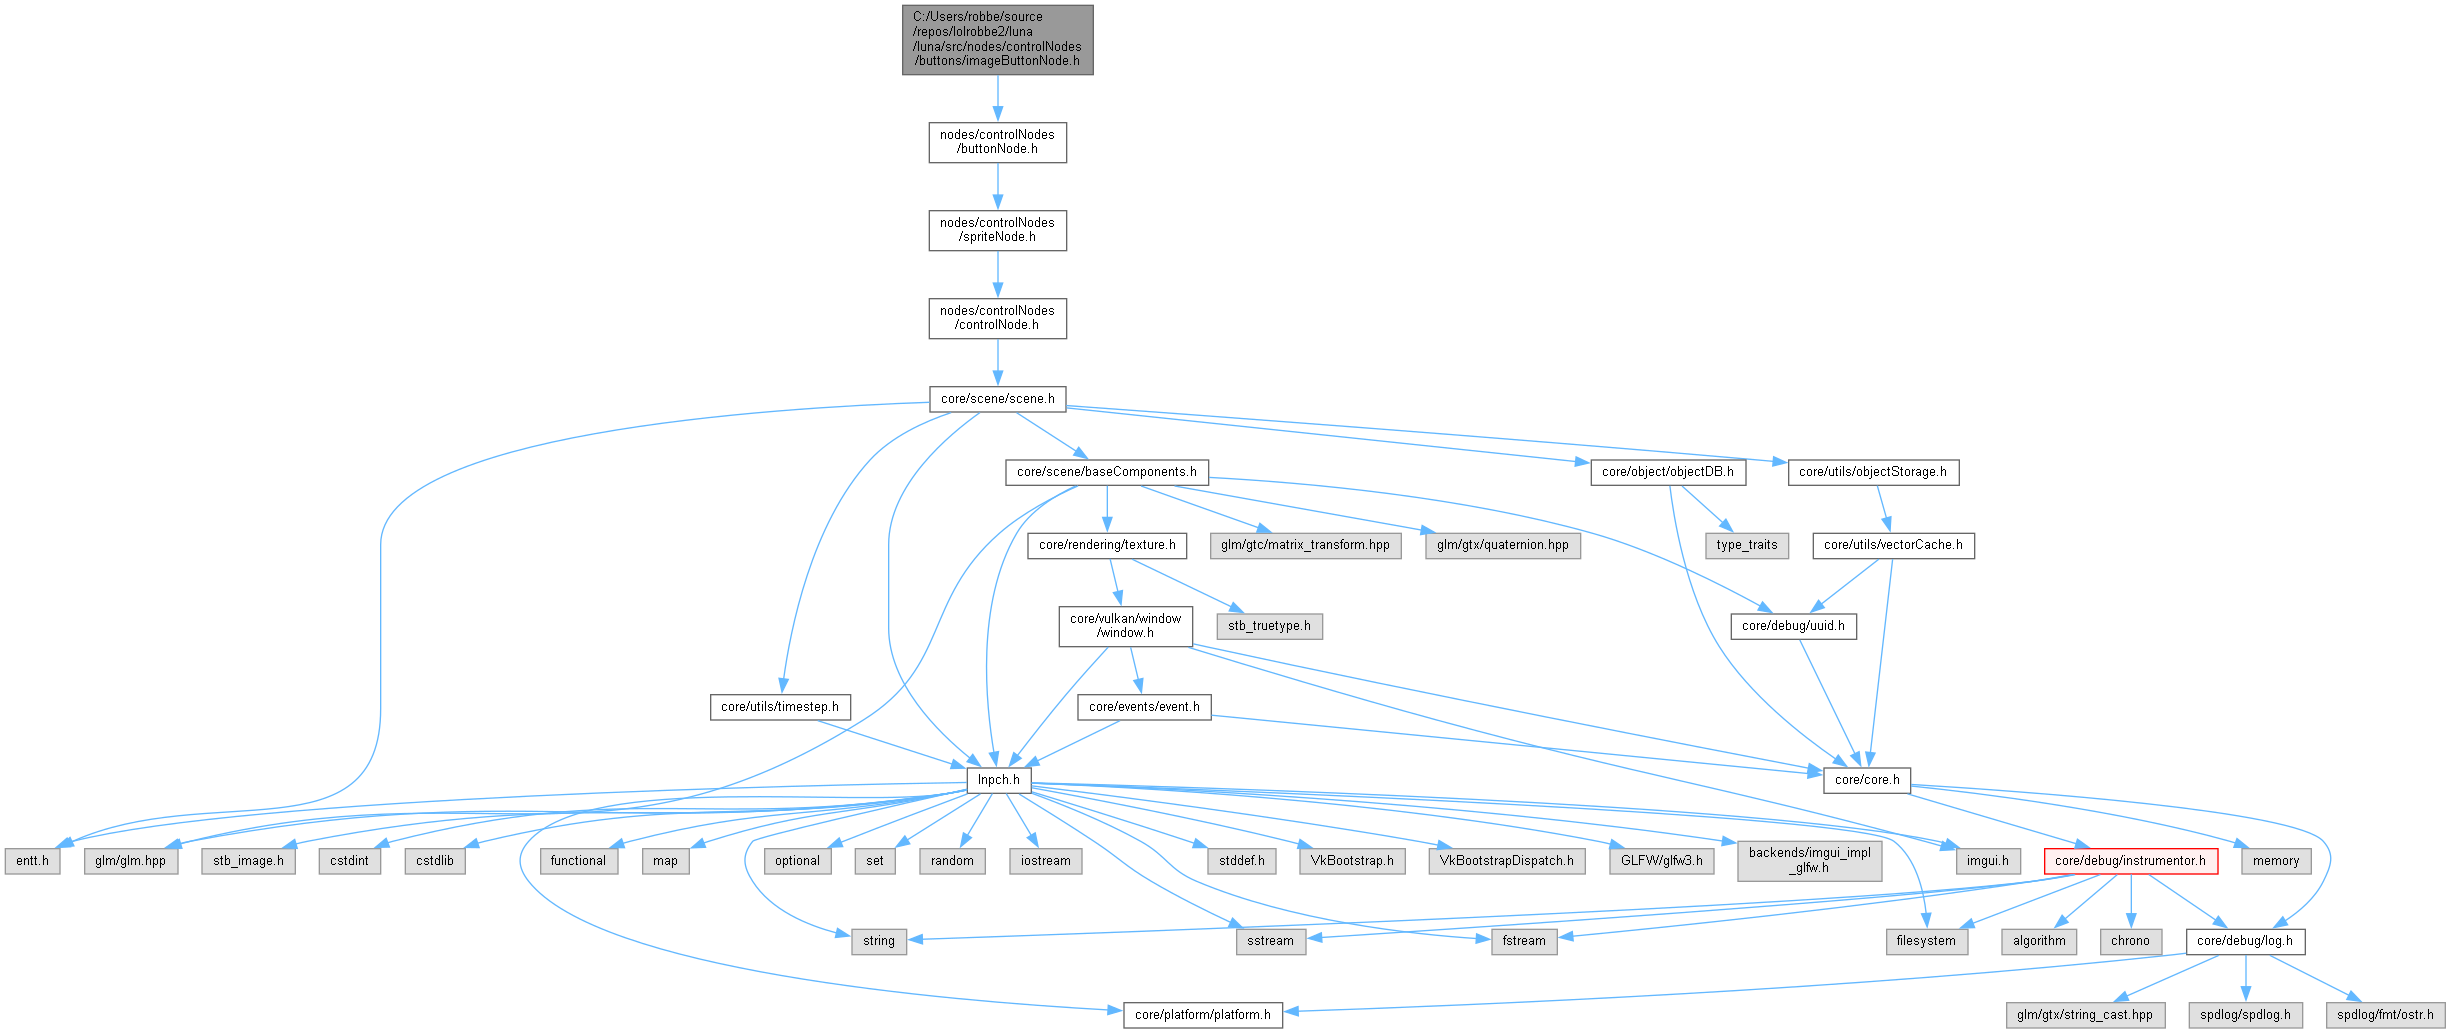 C:/Users/robbe/source
/repos/lolrobbe2/luna
/luna/src/nodes/controlNodes
/buttons/imageButtonNode.h
nodes/controlNodes
/buttonNode.h
nodes/controlNodes
/spriteNode.h
nodes/controlNodes
/controlNode.h
core/scene/scene.h
core/scene/baseComponents.h
core/object/objectDB.h
core/utils/objectStorage.h
core/rendering/texture.h
glm/gtc/matrix_transform.hpp
glm/gtx/quaternion.hpp
type_traits
core/utils/vectorCache.h
core/vulkan/window
/window.h
stb_truetype.h
core/debug/uuid.h
core/utils/timestep.h
core/events/event.h
lnpch.h
core/core.h
entt.h
glm/glm.hpp
stb_image.h
cstdint
cstdlib
functional
map
optional
set
random
iostream
stddef.h
VkBootstrap.h
VkBootstrapDispatch.h
GLFW/glfw3.h
backends/imgui_impl
_glfw.h
imgui.h
core/debug/instrumentor.h
memory
string
sstream
fstream
filesystem
algorithm
chrono
core/debug/log.h
core/platform/platform.h
glm/gtx/string_cast.hpp
spdlog/spdlog.h
spdlog/fmt/ostr.h